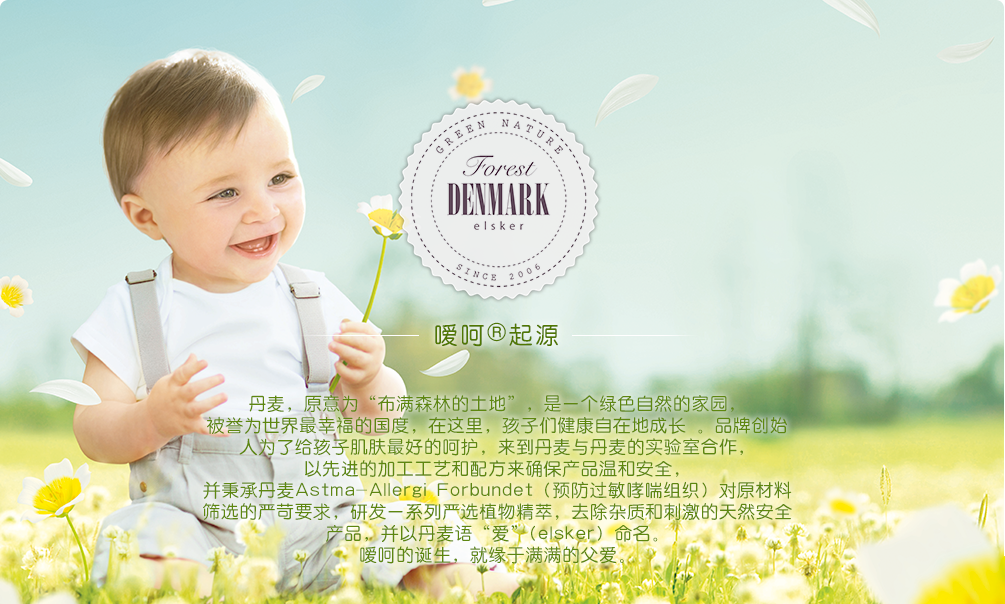 GREEN NATURE
Forest
DENMARK
elsker
SINCE 2006
嗳呵®起源
丹麦，原意为“布满森林的土地”，是一个绿色自然的家园，
被誉为世界最幸福的国度，在这里，孩子们健康自在地成长 。品牌创始
人为了给孩子肌肤最好的呵护，来到丹麦与丹麦的实验室合作，
以先进的加工工艺和配方来确保产品温和安全，
并秉承丹麦Astma-Allergi Forbundet（预防过敏哮喘组织）对原材料
筛选的严苛要求，研发一系列严选植物精萃，去除杂质和刺激的天然安全
产品，并以丹麦语“爱”（elsker）命名。
嗳呵的诞生，就缘于满满的父爱。